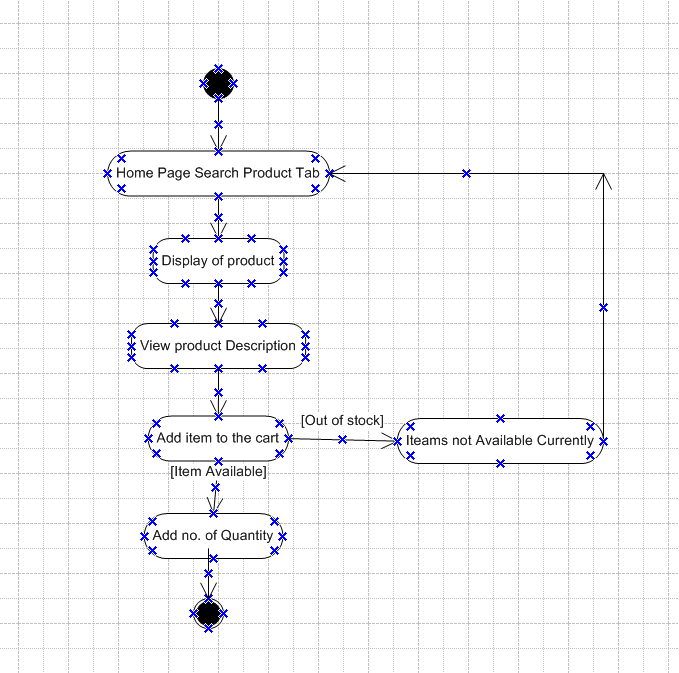 Home Page Search Product Tab
Display of product
View product Description
[Out of stock]
Add item to the cart
Iteams not Available Currently
[Item Available]
Add no. of Quantity